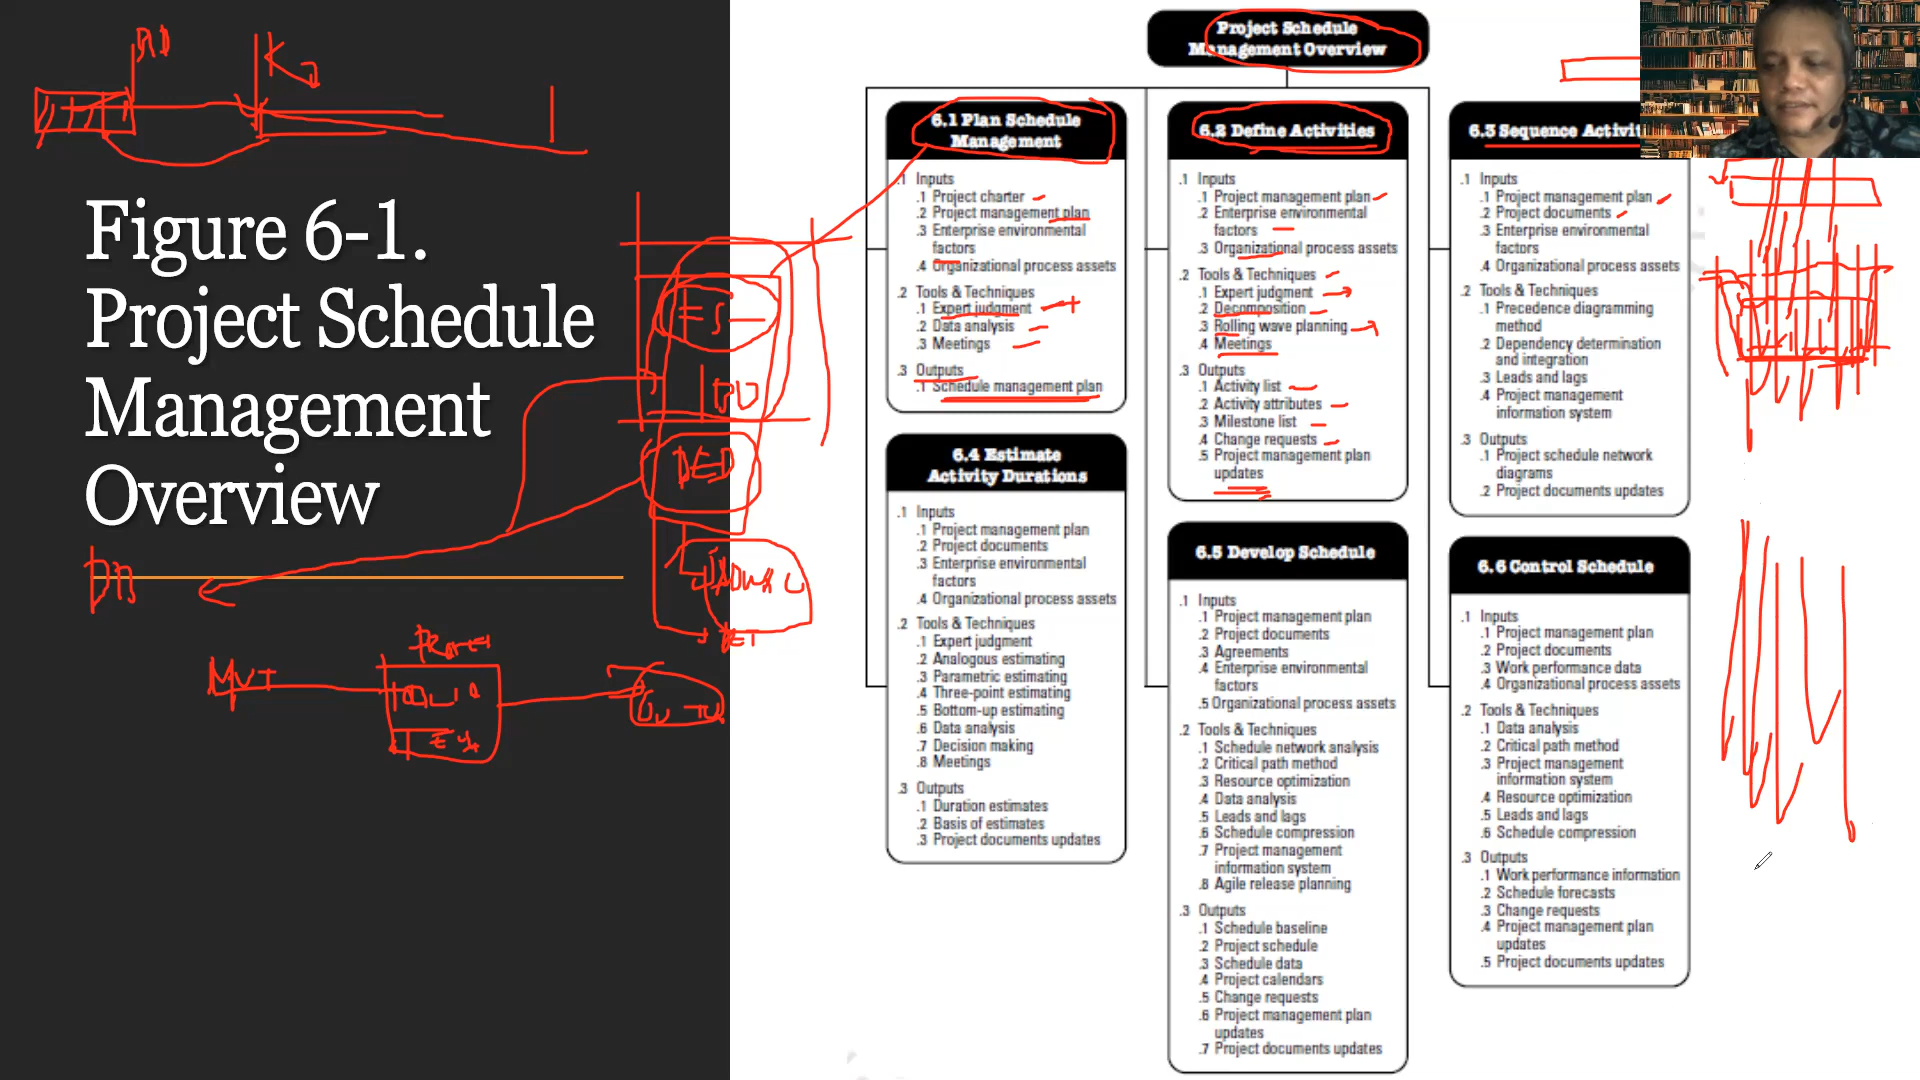 Figure 6-1.
Project Schedule
Management
Overview
Project Schedule
Management Overview
6.1 Plan Schedule
Management
.1 Inputs
.1 Project charter
.2 Project management plan
.3 Enterprise environmental
factors
.4 Organizational process assets
.2 Tools & Techniques
.1 Expert judgment
.2 Data analysis
.3 Meetings
.3 Outputs
.1 Schedule management plan
6.2 Define Activities
.1 Inputs
.1 Project management plan
.2 Enterprise environmental
factors
.3 Organizational process assets
.2 Tools & Techniques
.1 Expert judgment
.2 Decomposition
.3 Rolling wave planning
.4 Meetings
.3 Outputs
.1 Activity list
.2 Activity attributes
.3 Milestone list
.4 Change requests
.5 Project management plan
updates
6.3 Sequence Activit
.1 Inputs
.1 Project management plan
.2 Project documents
.3 Enterprise environmental
factors
.4 Organizational process assets
.2 Tools & Techniques
.1 Precedence diagramming
method
.2 Dependency determination
and integration
.3 Leads and lags
.4 Project management
information system
.3 Outputs
.1 Project schedule network
diagrams
.2 Project documents updates
6.4 Estimate
Activity Durations
.1 Inputs
.1 Project management plan
.2 Project documents
.3 Enterprise environmental
factors
.4 Organizational process assets
.2 Tools & Techniques
.1 Expert judgment
.2 Analogous estimating
.3 Parametric estimating
.4 Three-point estimating
.5 Bottom-up estimating
.6 Data analysis
.7 Decision making
.8 Meetings
.3 Outputs
.1 Duration estimates
.2 Basis of estimates
.3 Project documents updates
6.5 Develop Schedule
.1 Inputs
.1 Project management plan
.2 Project documents
.3 Agreements
.4 Enterprise environmental
factors
.5 Organizational process assets
.2 Tools & Techniques
.1 Schedule network analysis
.2 Critical path method
.3 Resource optimization
.4 Data analysis
.5 Leads and lags
.6 Schedule compression
.7 Project management
information system
.8 Agile release planning
.3 Outputs
.1 Schedule baseline
.2 Project schedule
.3 Schedule data
.4 Project calendars
.5 Change requests
.6 Project management plan
updates
.7 Project documents updates
6.6 Control Schedule
.1 Inputs
.1 Project management plan
.2 Project documents
.3 Work performance data
.4 Organizational process assets
.2 Tools & Techniques
.1 Data analysis
.2 Critical path method
.3 Project management
information system
.4 Resource optimization
.5 Leads and lags
.6 Schedule compression
.3 Outputs
.1 Work performance information
.2 Schedule forecasts
.3 Change requests
.4 Project management plan
updates
.5 Project documents updates